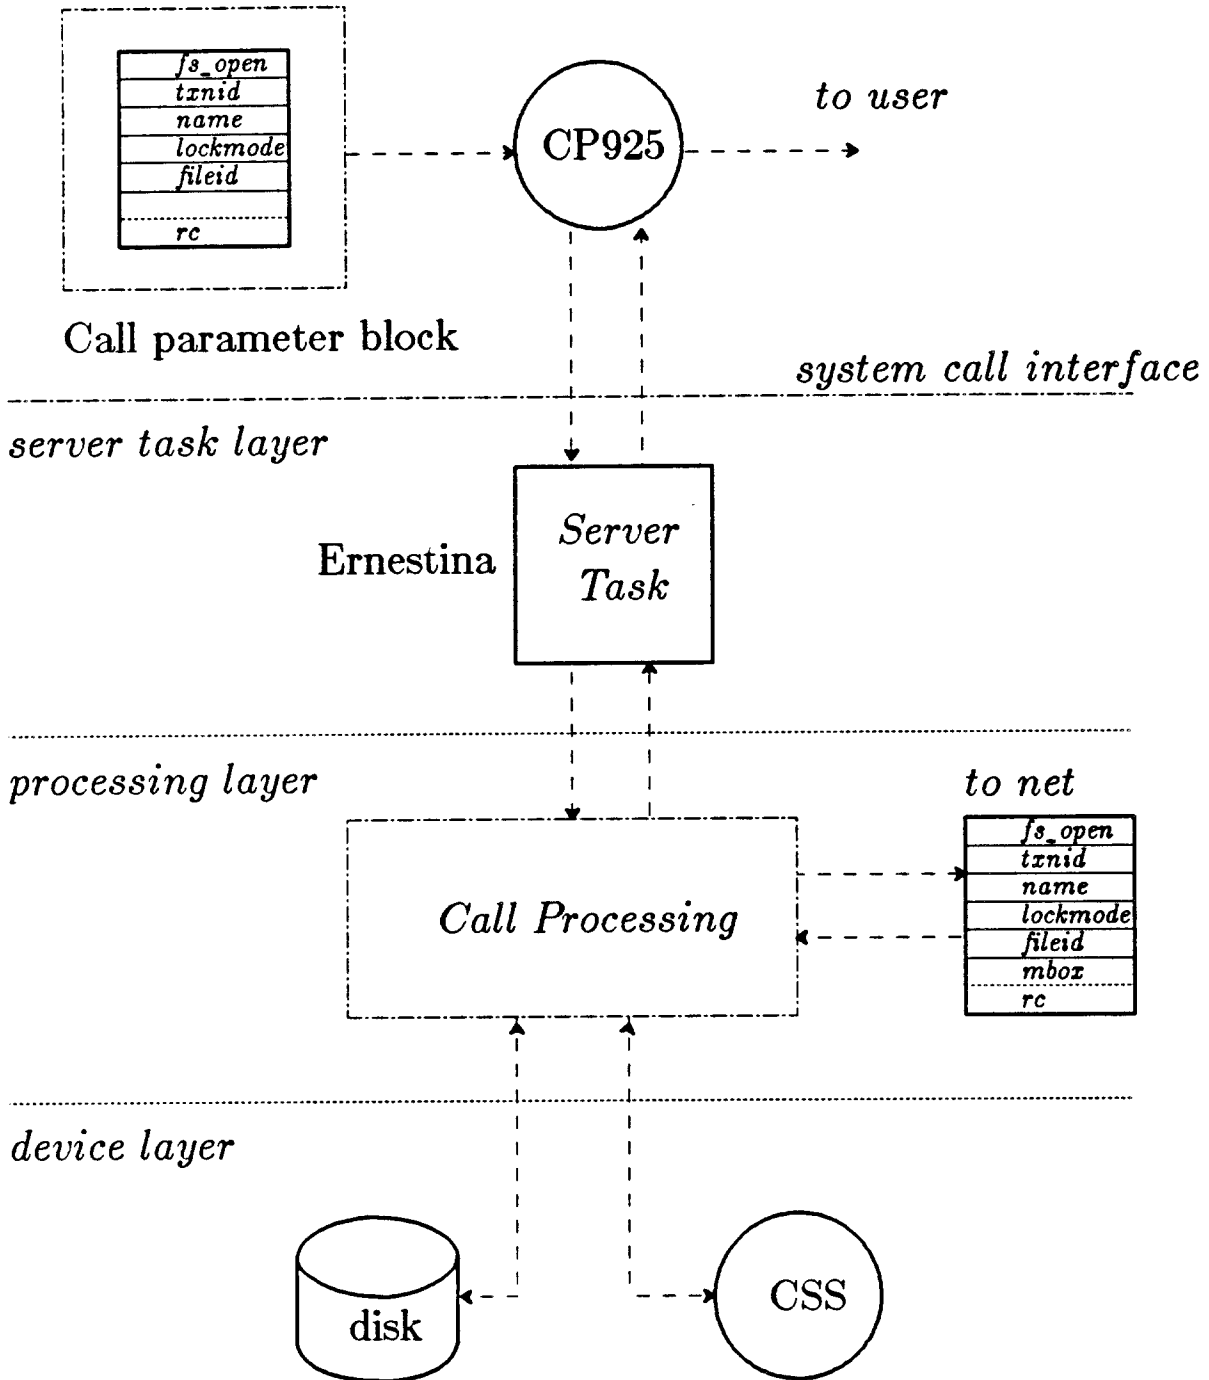 fs_open
txnid
name
lockmode
fileid
rc
Call parameter block
CP925
to user
system call interface
server task layer
Ernestina
Server
Task
processing layer
to net
Call Processing
fs_open
txnid
name
lockmode
fileid
mbox
rc
device layer
disk
CSS